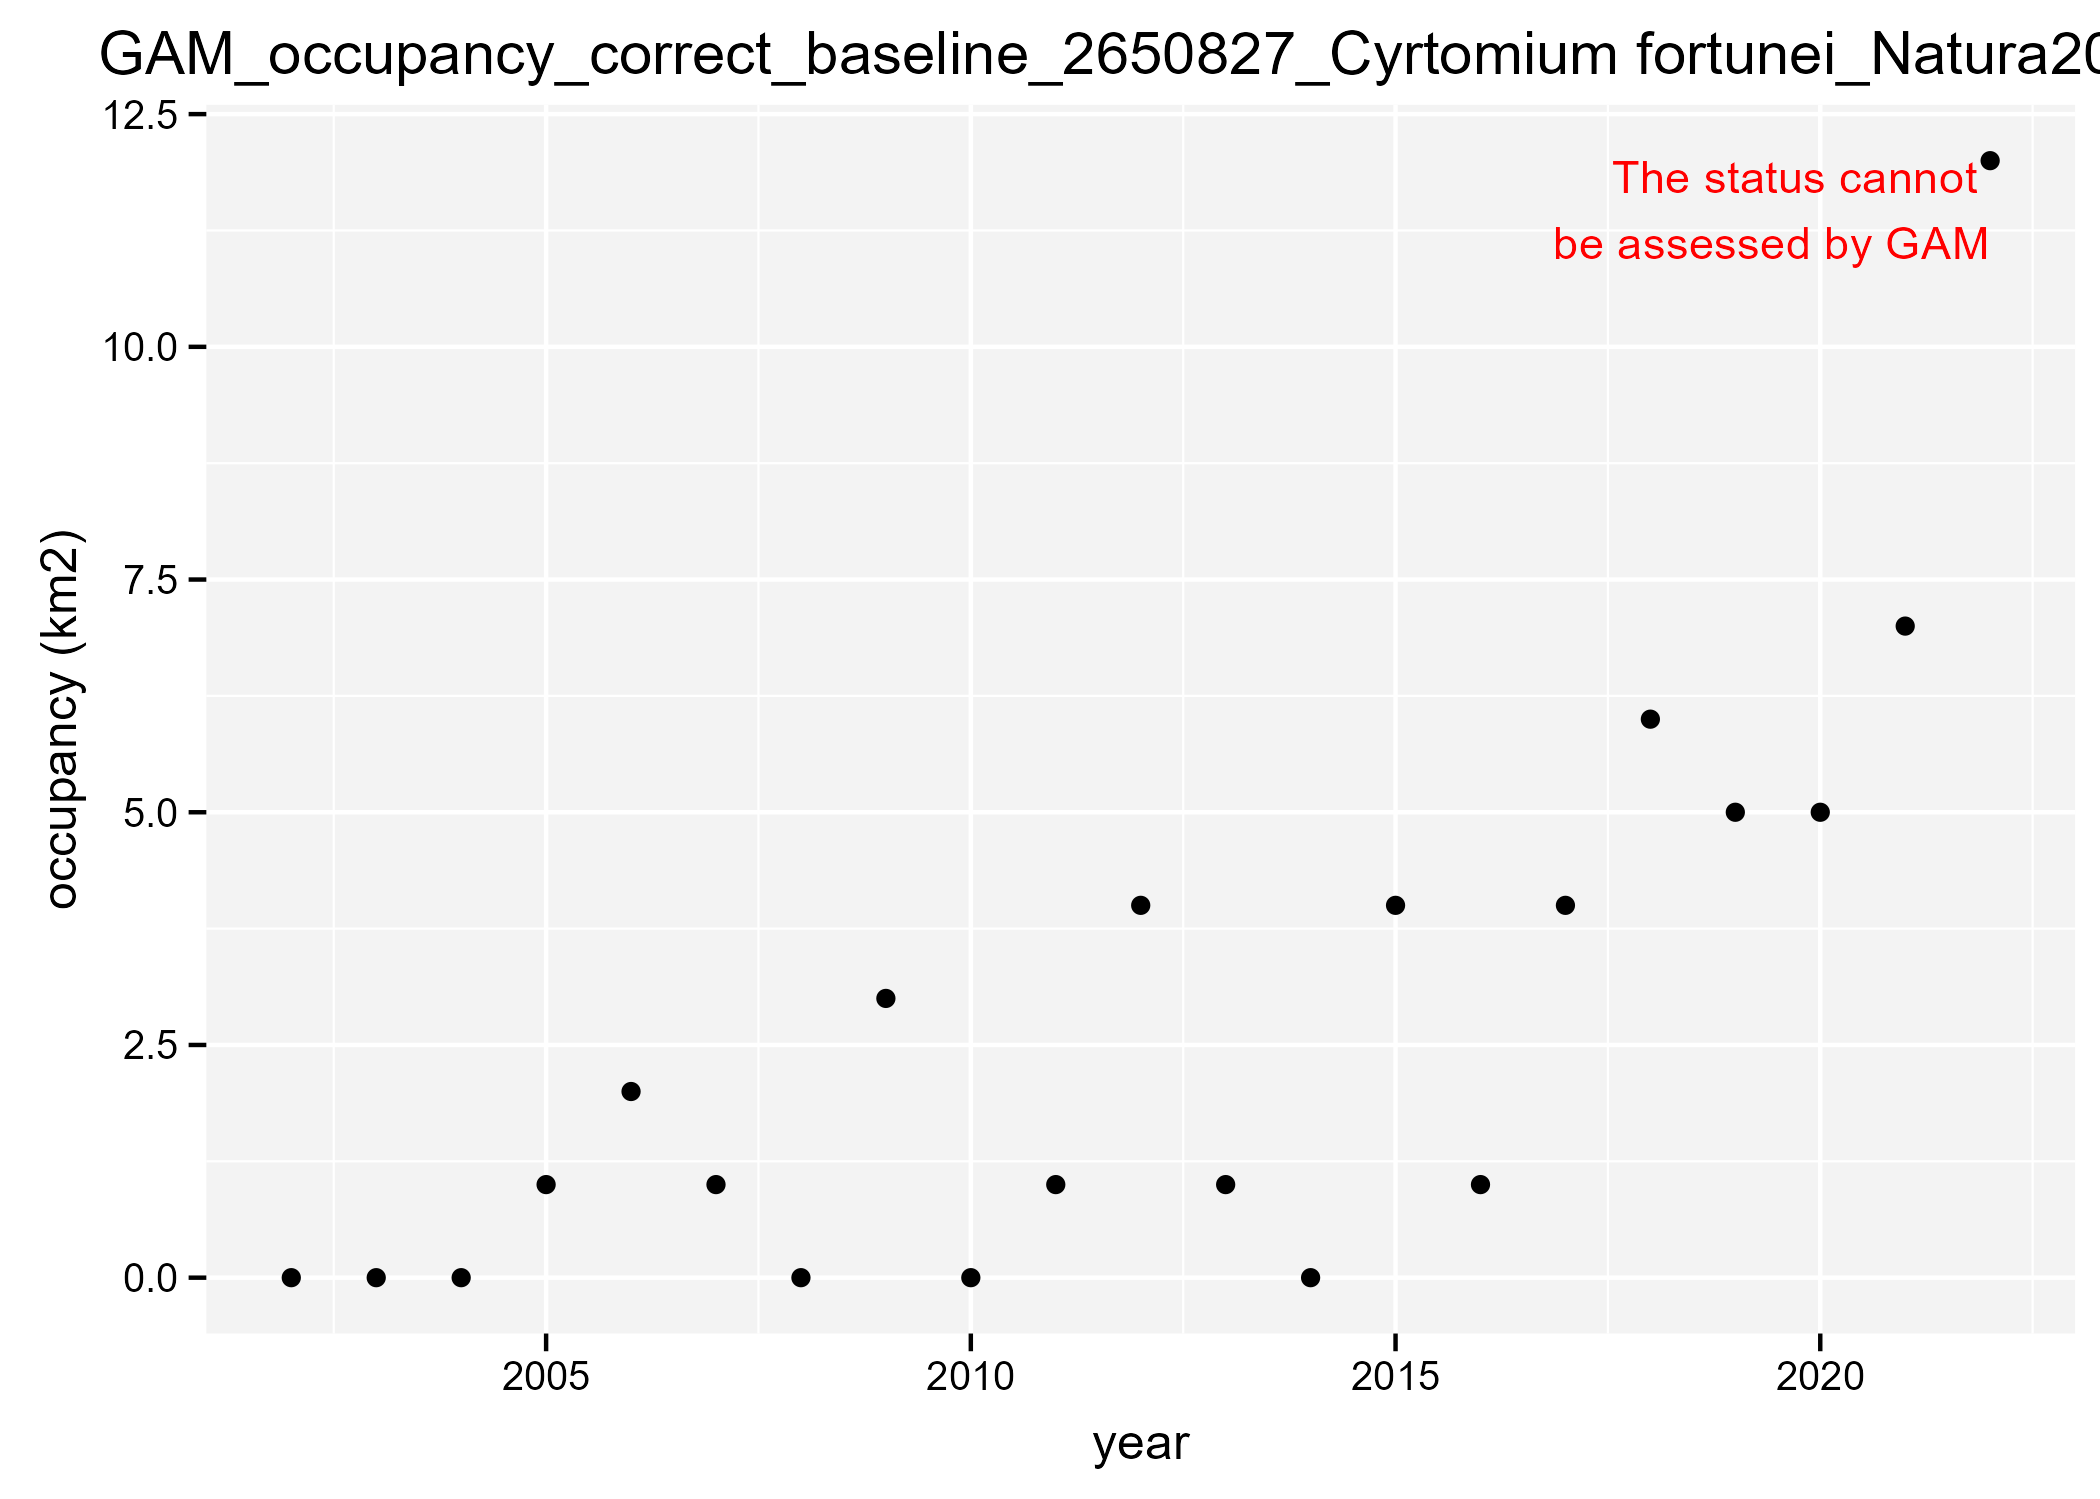 GAM_occupancy_correct_baseline_2650827_Cyrtomium fortunei_Natura20
12.5
The status cannot
be assessed by GAM
10.0
7.5
occupancy (km2)
5.0
2.5
0.0
2005 2010 2015 2020
year